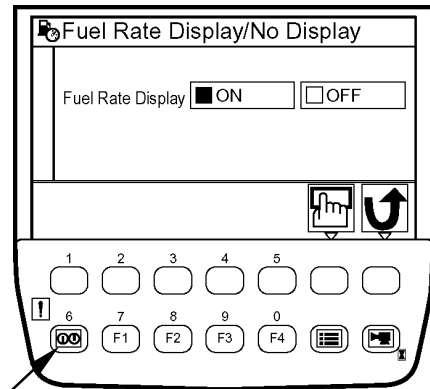 Fuel Rate Display/No Display
Fuel Rate Display ON OFF
1 2 3 4 5
6 7 8 9 0
F1 F2 F3 F4